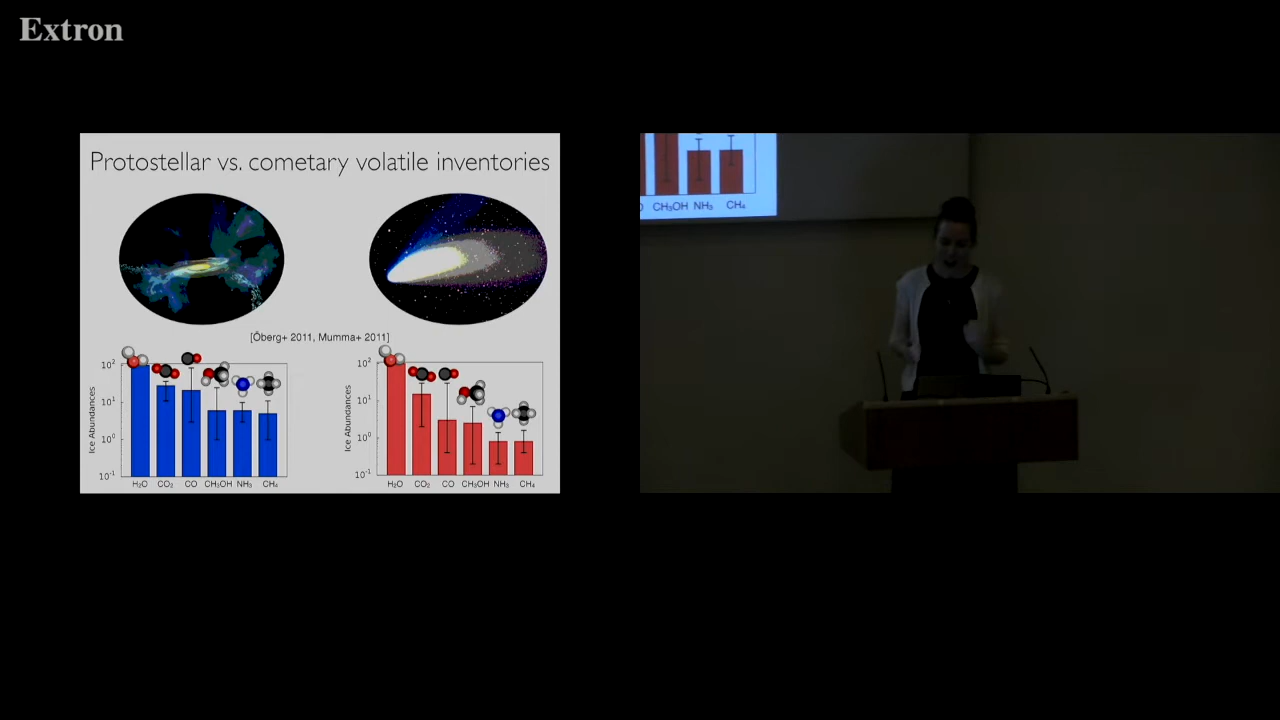 Extron
Protostellar vs. cometary volatile inventories
[Öberg+ 2011, Mumma+ 2011]
Ice Abundances
10²
10¹
10⁰
10⁻¹
H₂O CO₂ CO CH₃OH NH₃ CH₄
Ice Abundances
10²
10¹
10⁰
10⁻¹
H₂O CO₂ CO CH₃OH NH₃ CH₄
CH₃OH NH₃ CH₄